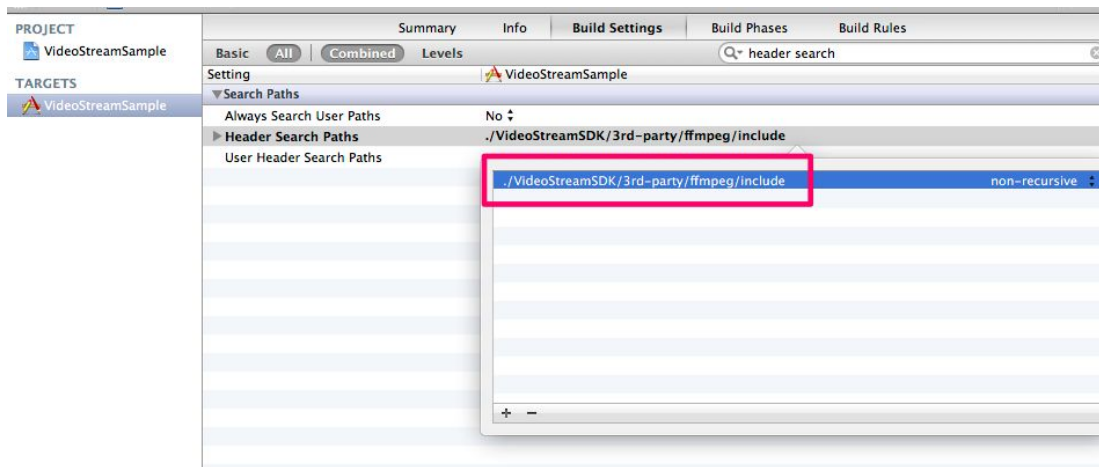 PROJECT
VideoStreamSample
TARGETS
VideoStreamSample
Summary Info Build Settings Build Phases Build Rules
Basic All Combined Levels header search
Setting VideoStreamSample
Search Paths
Always Search User Paths No
Header Search Paths ./VideoStreamSDK/3rd-party/ffmpeg/include
User Header Search Paths
./VideoStreamSDK/3rd-party/ffmpeg/include non-recursive